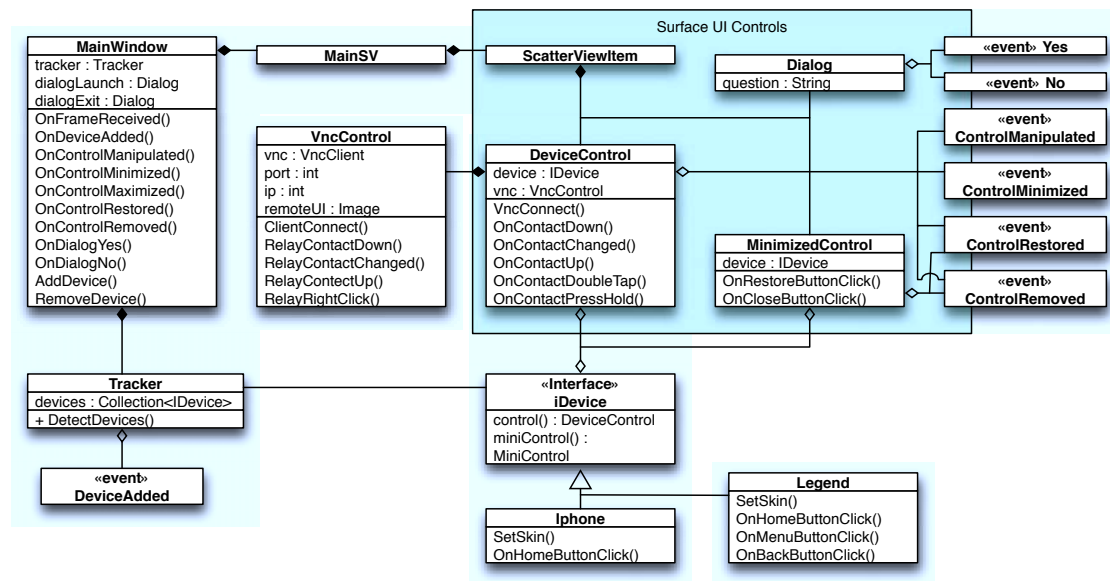 Surface UI Controls
MainWindow
tracker : Tracker
dialogLaunch : Dialog
dialogExit : Dialog
OnFrameReceived()
OnDeviceAdded()
OnControlManipulated()
OnControlMinimized()
OnControlMaximized()
OnControlRestored()
OnControlRemoved()
OnDialogYes()
OnDialogNo()
AddDevice()
RemoveDevice()
MainSV
ScatterViewItem
Dialog
question : String
«event» Yes
«event» No
VncControl
vnc : VncClient
port : int
ip : int
remoteUI : Image
ClientConnect()
RelayContactDown()
RelayContactChanged()
RelayContectUp()
RelayRightClick()
DeviceControl
device : IDevice
vnc : VncControl
VncConnect()
OnContactDown()
OnContactChanged()
OnContactUp()
OnContactDoubleTap()
OnContactPressHold()
MinimizedControl
device : IDevice
OnRestoreButtonClick()
OnCloseButtonClick()
«event»
ControlManipulated
«event»
ControlMinimized
«event»
ControlRestored
«event»
ControlRemoved
Tracker
devices : Collection<IDevice>
+ DetectDevices()
«event»
DeviceAdded
«Interface»
iDevice
control() : DeviceControl
miniControl() :
MiniControl
Iphone
SetSkin()
OnHomeButtonClick()
Legend
SetSkin()
OnHomeButtonClick()
OnMenuButtonClick()
OnBackButtonClick()